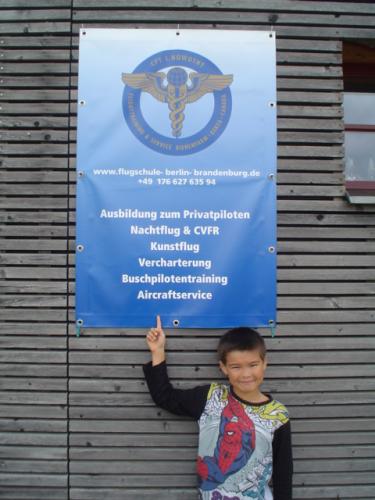 CPT I.NOWOTNY
www.flugschule- berlin- brandenburg.de
+49 176 627 635 94
Ausbildung zum Privatpiloten
Nachtflug & CVFR
Kunstflug
Vercharterung
Buschpilotentraining
Aircraftservice